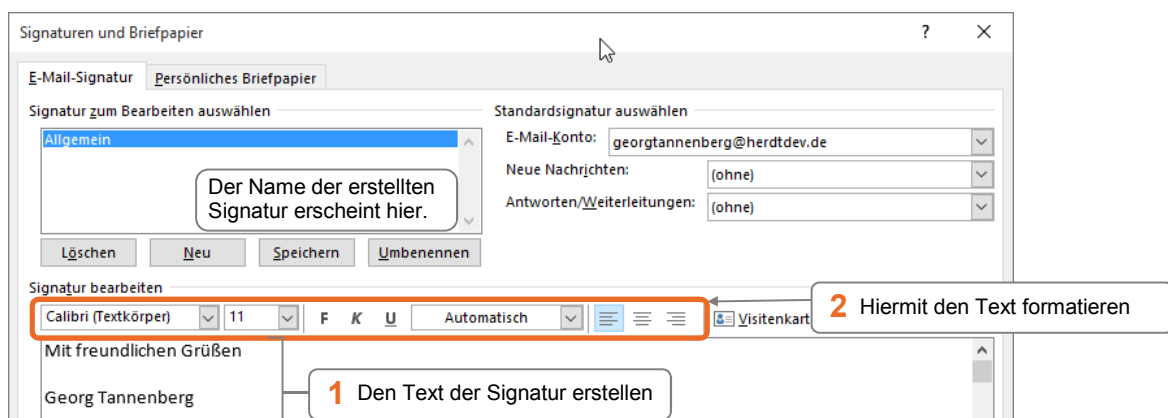 Signaturen und Briefpapier ? ×
E-Mail-Signatur Persönliches Briefpapier
Signatur zum Bearbeiten auswählen
Allgemein
Der Name der erstellten
Signatur erscheint hier.
Löschen Neu Speichern Umbenennen
Standardsignatur auswählen
E-Mail-Konto: georgtannenberg@herdtdev.de
Neue Nachrichten: (ohne)
Antworten/Weiterleitungen: (ohne)
Signatur bearbeiten
Calibri (Textkörper) 11 F K U Automatisch Visitenkart
2 Hiermit den Text formatieren
Mit freundlichen Grüßen
Georg Tannenberg
1 Den Text der Signatur erstellen